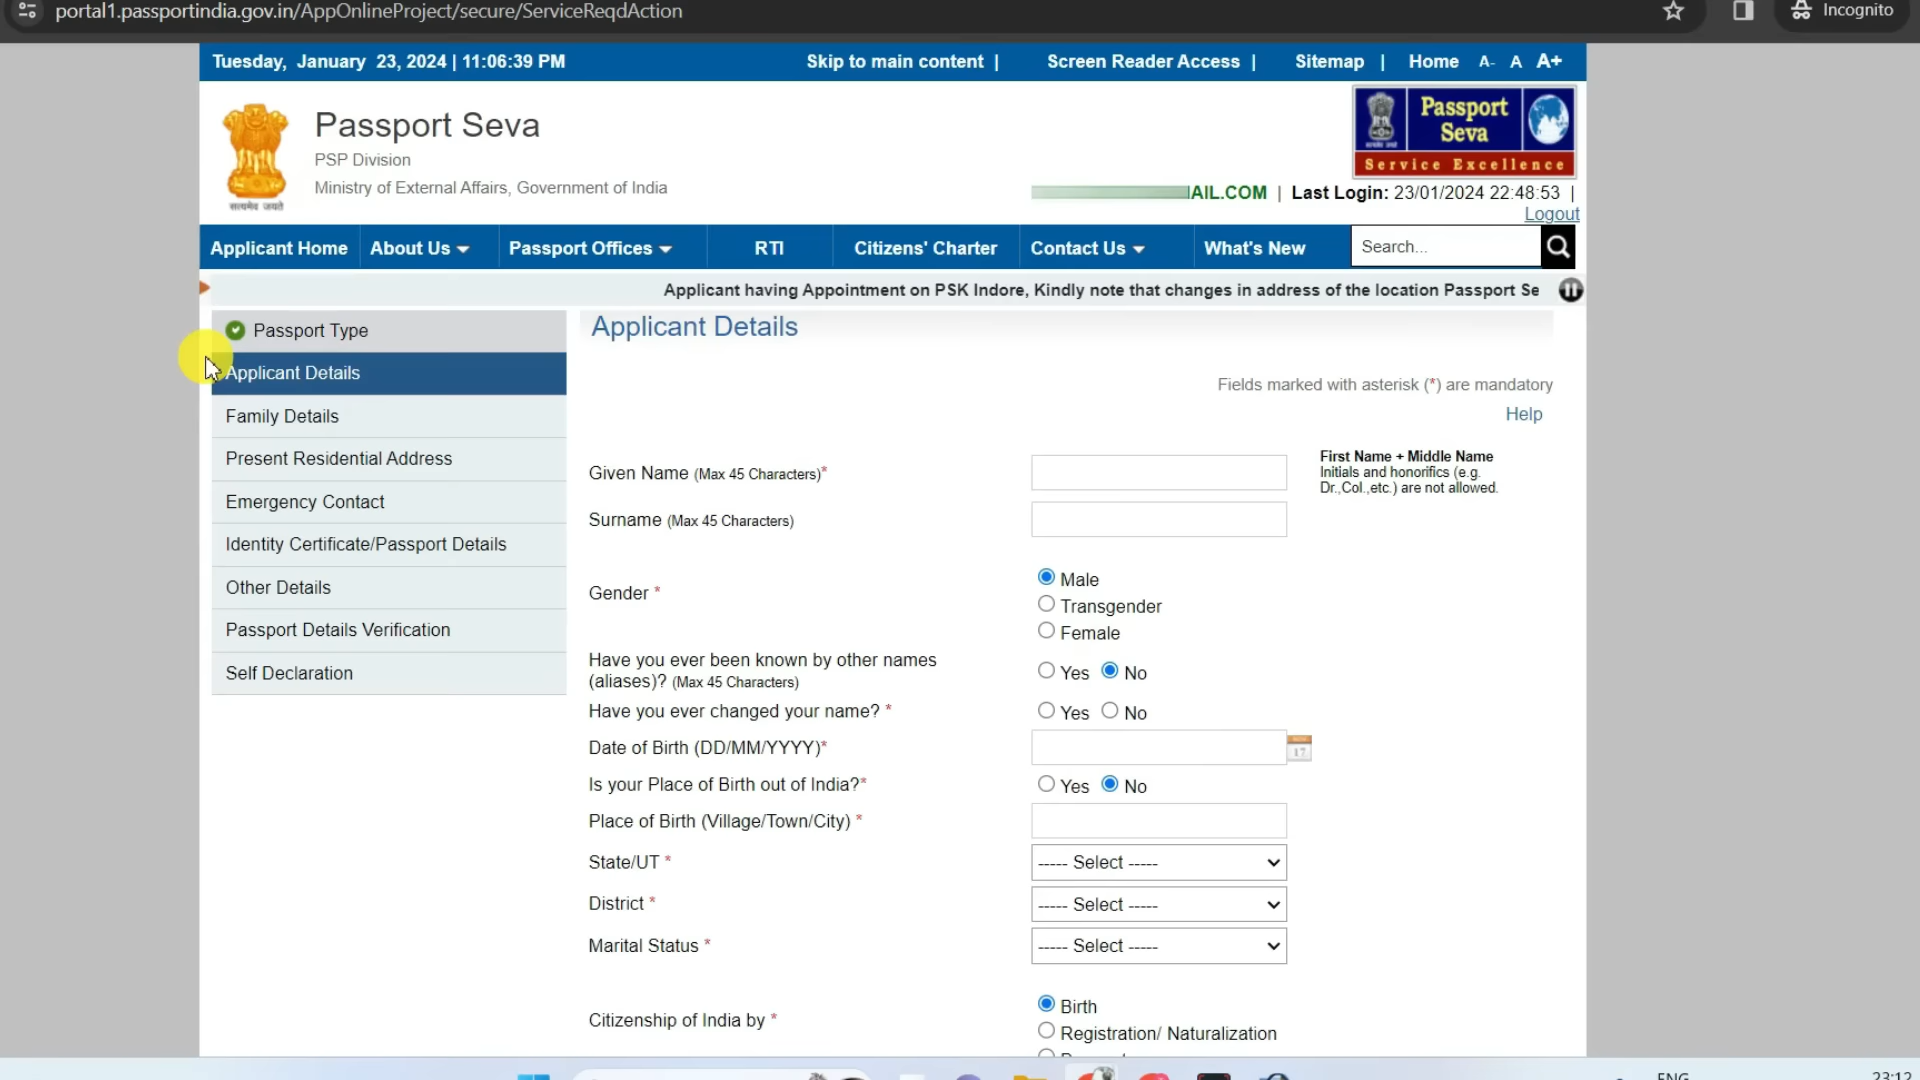 portal1.passportindia.gov.in/AppOnlineProject/secure/ServiceReqdAction
Incognito
Tuesday, January 23, 2024 | 11:06:39 PM
Skip to main content |
Screen Reader Access |
Sitemap |
Home A- A A+
Passport Seva
PSP Division
Ministry of External Affairs, Government of India
सत्यमेव जयते
Passport Seva
Service Excellence
AIL.COM | Last Login: 23/01/2024 22:48:53 |
Logout
Applicant Home
About Us
Passport Offices
RTI
Citizens' Charter
Contact Us
What's New
Search...
Applicant having Appointment on PSK Indore, Kindly note that changes in address of the location Passport Se
Passport Type
Applicant Details
Family Details
Present Residential Address
Emergency Contact
Identity Certificate/Passport Details
Other Details
Passport Details Verification
Self Declaration
Applicant Details
Fields marked with asterisk (*) are mandatory
Help
Given Name (Max 45 Characters)*
First Name + Middle Name
Initials and honorifics (e.g.
Dr.,Col.,etc.) are not allowed.
Surname (Max 45 Characters)
Gender *
Male
Transgender
Female
Have you ever been known by other names
(aliases)? (Max 45 Characters)
Yes No
Have you ever changed your name? *
Yes No
Date of Birth (DD/MM/YYYY)*
17
Is your Place of Birth out of India?*
Yes No
Place of Birth (Village/Town/City) *
State/UT *
----- Select -----
District *
----- Select -----
Marital Status *
----- Select -----
Citizenship of India by *
Birth
Registration/ Naturalization
ENG
23:12